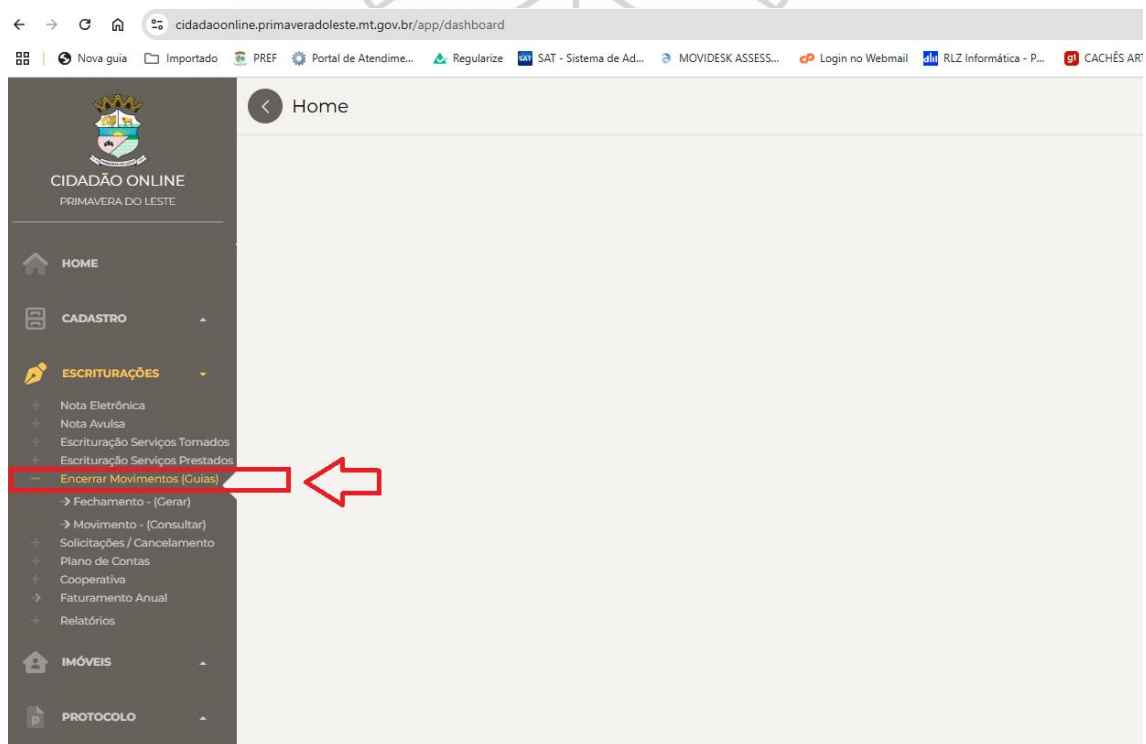 cidadaoonline.primaveradoleste.mt.gov.br/app/dashboard
Nova guia Importado PREF Portal de Atendime... Regularize SAT SAT - Sistema de Ad... MOVIDESK ASSESS... Login no Webmail RLZ Informática - P... g1 CACHÊS ART
Home
CIDADÃO ONLINE
PRIMAVERA DO LESTE
HOME
CADASTRO
ESCRITURAÇÕES
Nota Eletrônica
Nota Avulsa
Escrituração Serviços Tomados
Escrituração Serviços Prestados
Encerrar Movimentos (Guias)
Fechamento - (Gerar)
Movimento - (Consultar)
Solicitações / Cancelamento
Plano de Contas
Cooperativa
Faturamento Anual
Relatórios
IMÓVEIS
PROTOCOLO